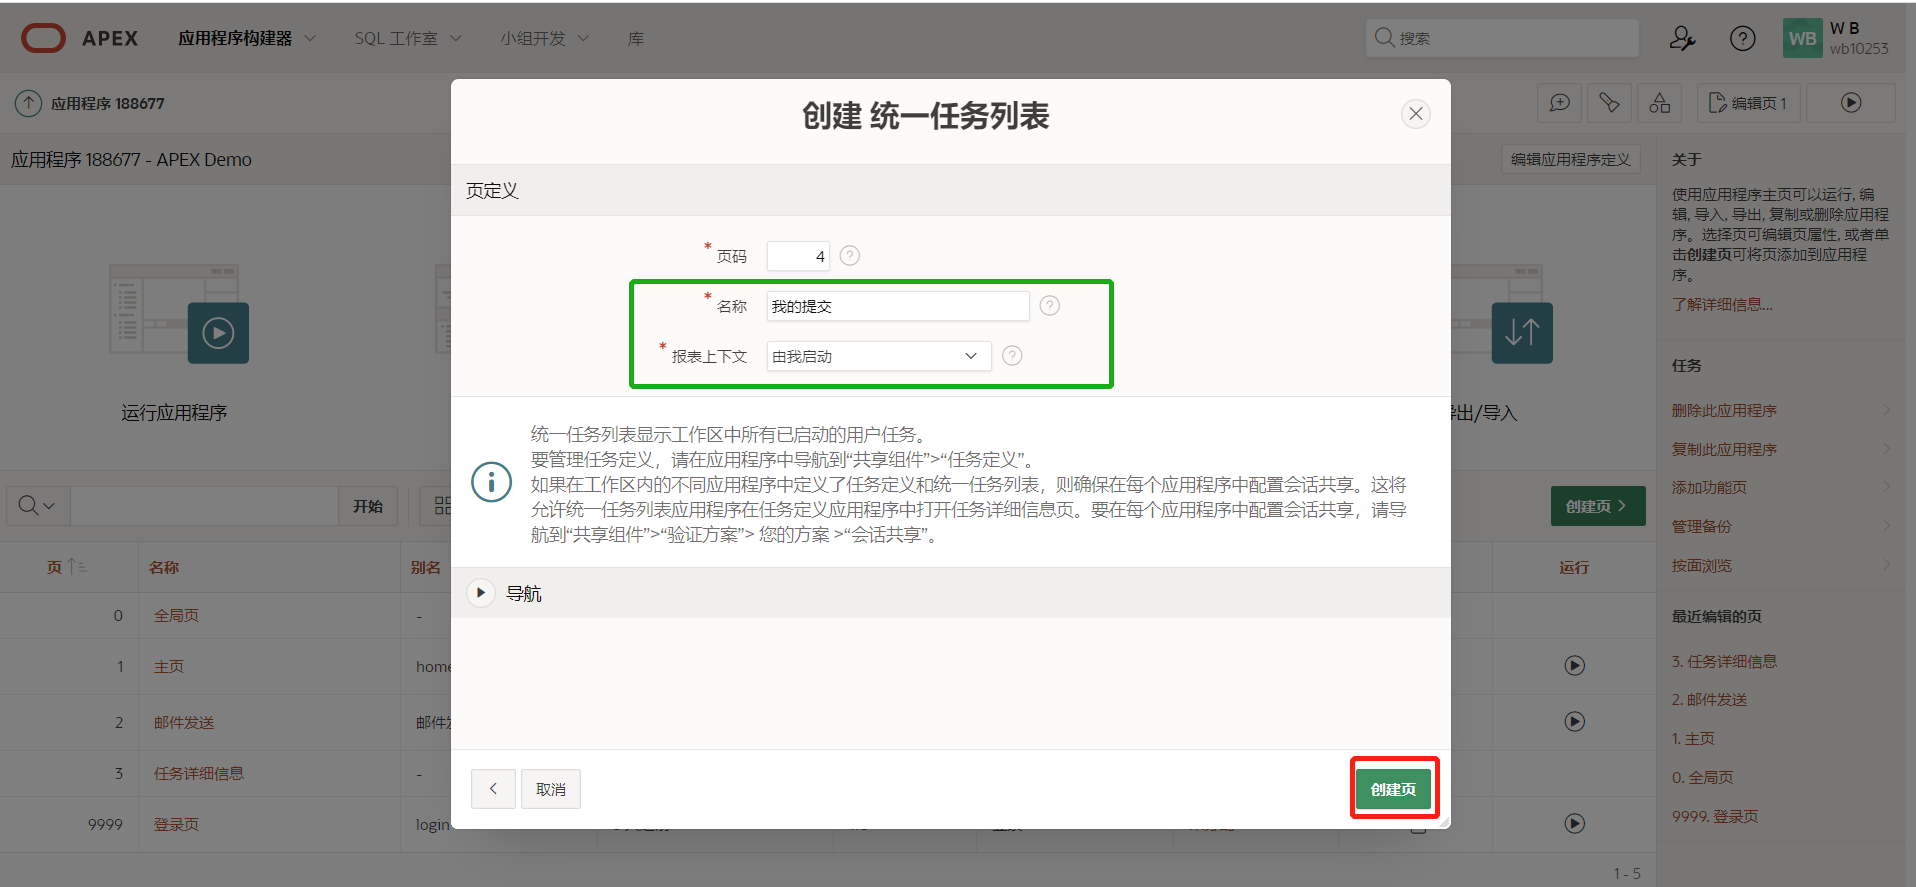 APEX
应用程序构建器
SQL 工作室
小组开发
库
搜索
WB
W B
wb10253
应用程序 188677
编辑页 1
应用程序 188677 - APEX Demo
编辑应用程序定义
创建 统一任务列表
页定义
* 页码
4
* 名称
我的提交
* 报表上下文
由我启动
统一任务列表显示工作区中所有已启动的用户任务。
要管理任务定义，请在应用程序中导航到“共享组件”>“任务定义”。
如果在工作区内的不同应用程序中定义了任务定义和统一任务列表，则确保在每个应用程序中配置会话共享。这将
允许统一任务列表应用程序在任务定义应用程序中打开任务详细信息页。要在每个应用程序中配置会话共享，请导
航到“共享组件”>“验证方案”> 您的方案 >“会话共享”。
导航
取消
创建页
运行应用程序
出/导入
开始
创建页
页
名称
别名
运行
0
全局页
-
1
主页
home
2
邮件发送
邮件
3
任务详细信息
-
9999
登录页
login
1 - 5
关于
使用应用程序主页可以运行, 编
辑, 导入, 导出, 复制或删除应用程
序。选择页可编辑页属性, 或者单
击创建页可将页添加到应用程
序。
了解详细信息...
任务
删除此应用程序
复制此应用程序
添加功能页
管理备份
按面浏览
最近编辑的页
3. 任务详细信息
2. 邮件发送
1. 主页
0. 全局页
9999. 登录页